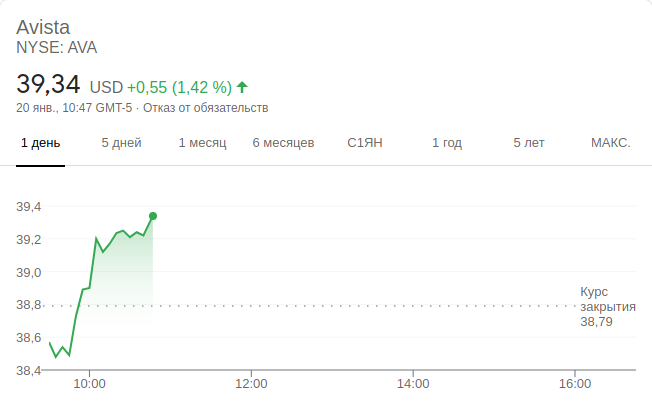 Avista
NYSE: AVA
39,34 USD +0,55 (1,42 %)
20 янв., 10:47 GMT-5 · Отказ от обязательств
1 день 5 дней 1 месяц 6 месяцев С1ЯН 1 год 5 лет МАКС.
39,4
39,2
39,0
38,8
38,6
38,4
Курс
закрытия
38,79
10:00 12:00 14:00 16:00